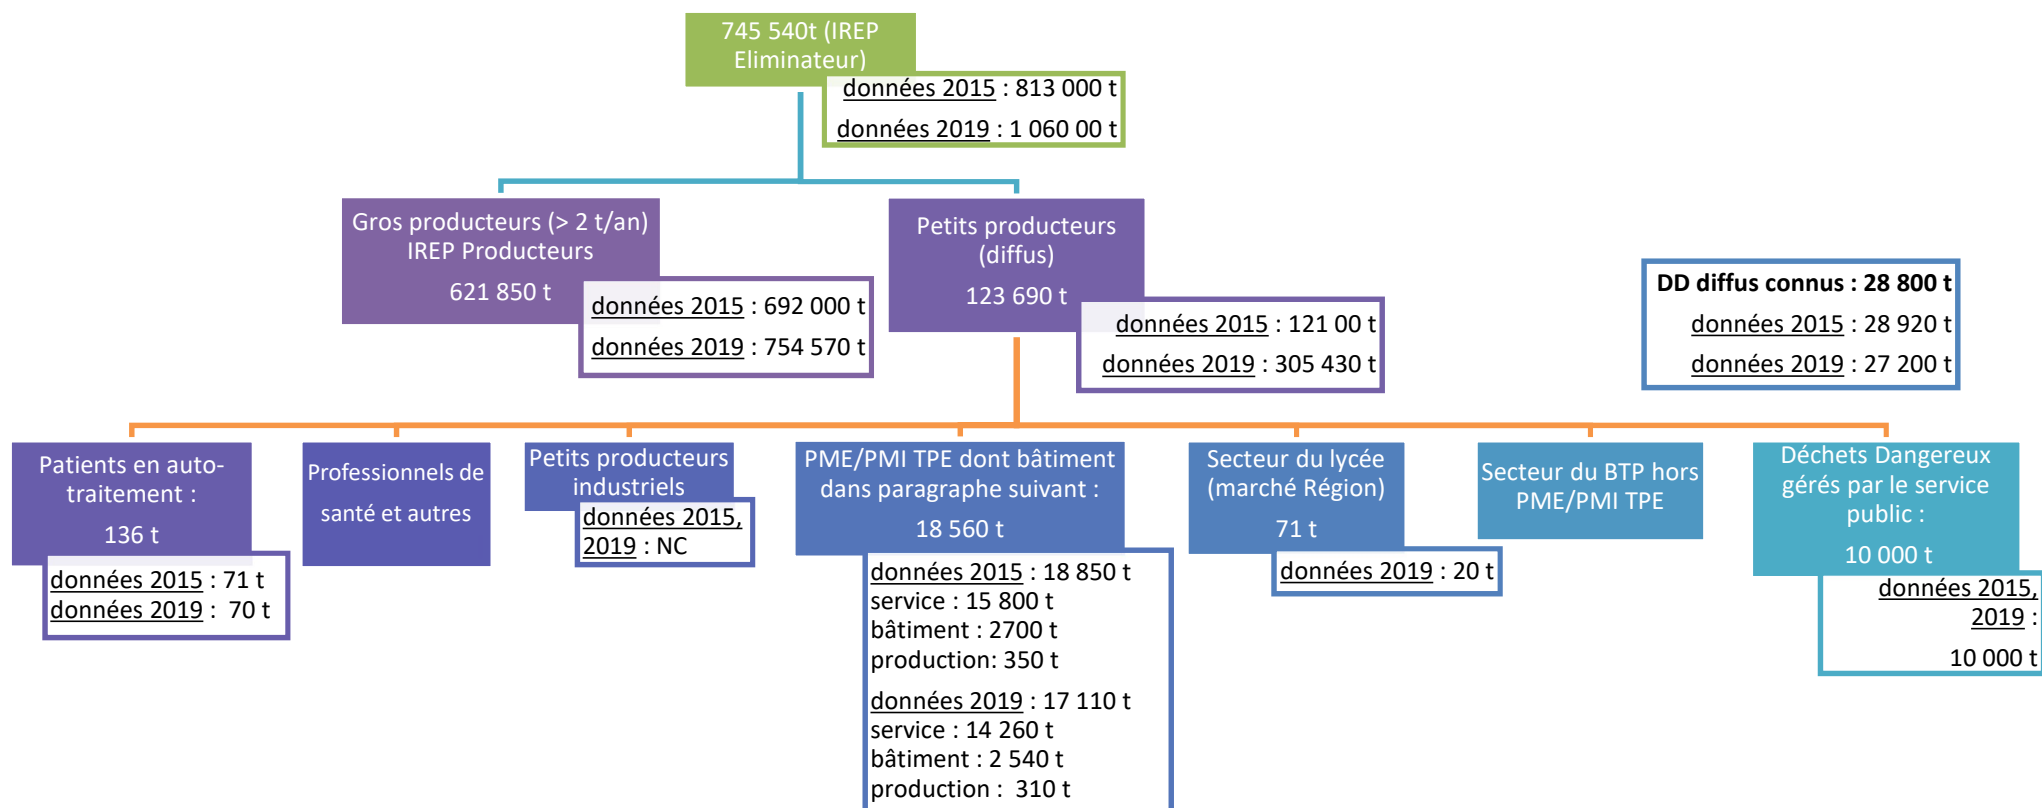 745 540t (IREP
Eliminateur)
données 2015 : 813 000 t
données 2019 : 1 060 00 t
Gros producteurs (> 2 t/an)
IREP Producteurs
621 850 t
données 2015 : 692 000 t
données 2019 : 754 570 t
Petits producteurs
(diffus)
123 690 t
données 2015 : 121 00 t
données 2019 : 305 430 t
DD diffus connus : 28 800 t
données 2015 : 28 920 t
données 2019 : 27 200 t
Patients en auto-
traitement :
136 t
données 2015 : 71 t
données 2019 : 70 t
Professionnels de
santé et autres
Petits producteurs
industriels
données 2015,
2019 : NC
PME/PMI TPE dont bâtiment
dans paragraphe suivant :
18 560 t
données 2015 : 18 850 t
service : 15 800 t
bâtiment : 2700 t
production: 350 t
données 2019 : 17 110 t
service : 14 260 t
bâtiment : 2 540 t
production : 310 t
Secteur du lycée
(marché Région)
71 t
données 2019 : 20 t
Secteur du BTP hors
PME/PMI TPE
Déchets Dangereux
gérés par le service
public :
10 000 t
données 2015,
2019 :
10 000 t